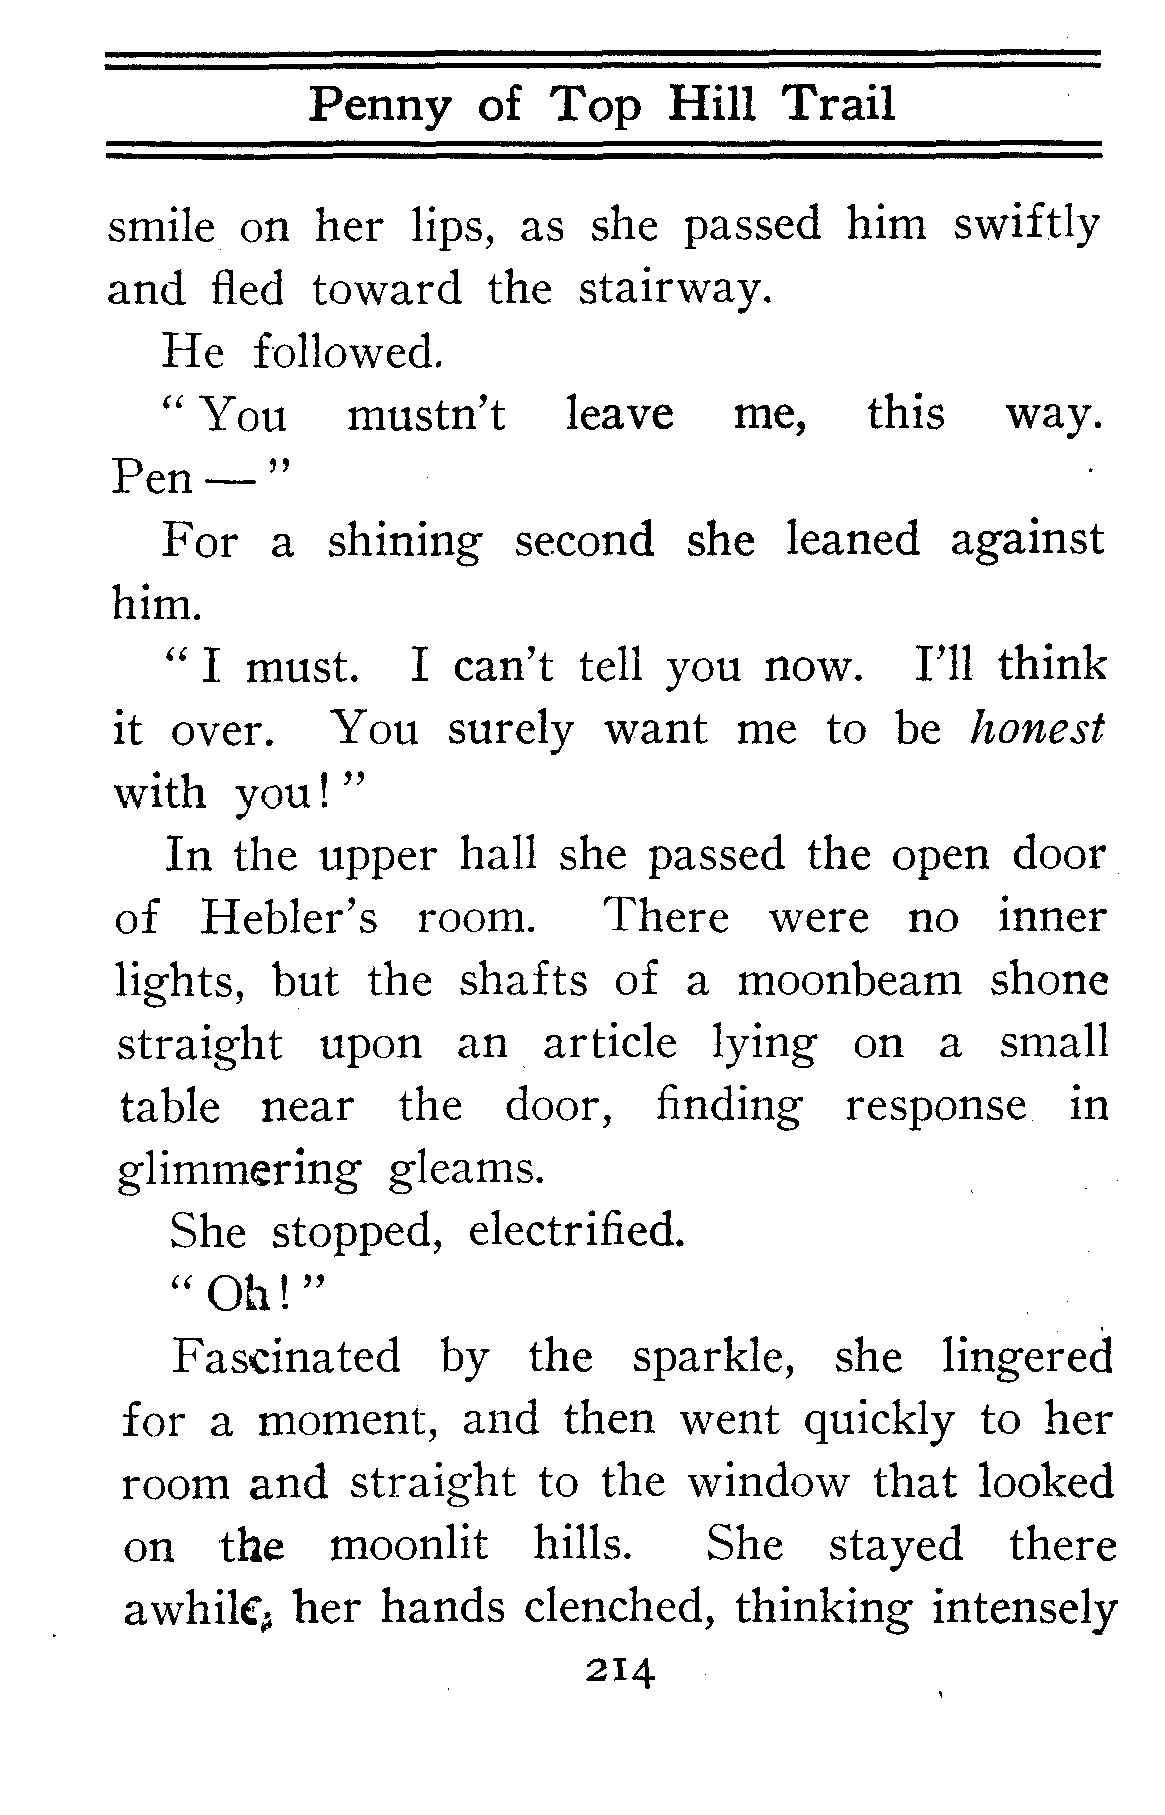 Penny of Top Hill Trail
smile on her lips, as she passed him swiftly
and fled toward the stairway.
He followed.
“ You mustn’t leave me, this way.
Pen — ”
For a shining second she leaned against
him.
“ I must. I can’t tell you now. I’ll think
it over. You surely want me to be honest
with you! ”
In the upper hall she passed the open door
of Hebler’s room. There were no inner
lights, but the shafts of a moonbeam shone
straight upon an article lying on a small
table near the door, finding response in
glimmering gleams.
She stopped, electrified.
“ Oh! ”
Fascinated by the sparkle, she lingered
for a moment, and then went quickly to her
room and straight to the window that looked
on the moonlit hills. She stayed there
awhile, her hands clenched, thinking intensely
214